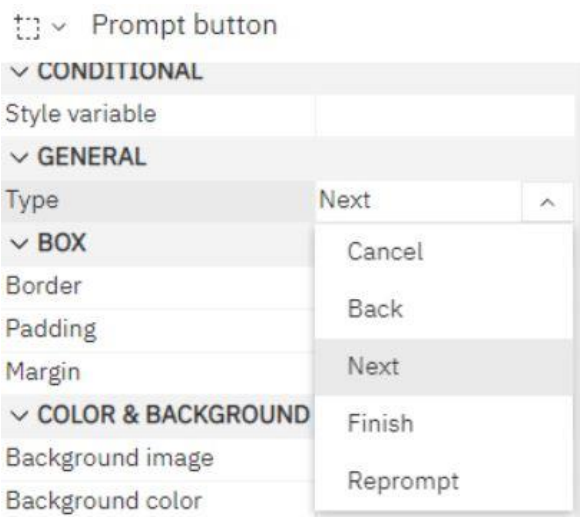 Prompt button
CONDITIONAL
Style variable
GENERAL
Type Next
BOX
Cancel
Border
Back
Padding
Margin
Next
COLOR & BACKGROUND
Finish
Background image
Reprompt
Background color